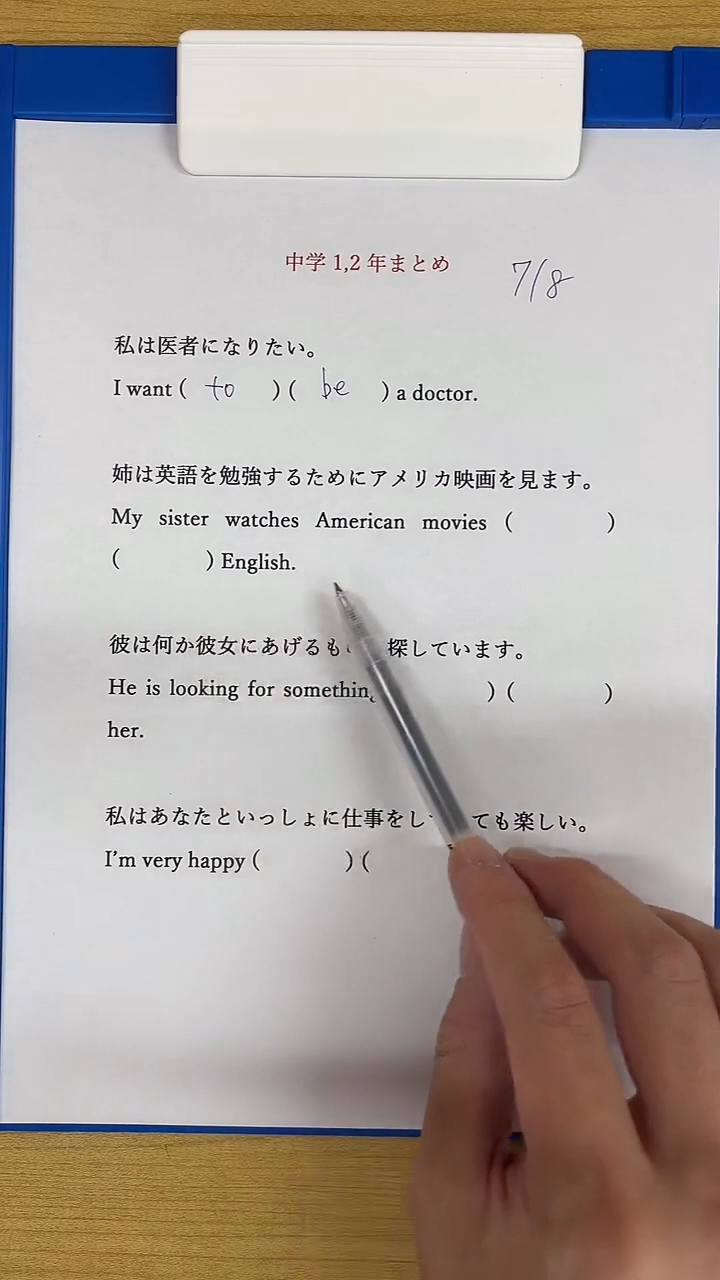 中学 1,2 年まとめ
7/8
私は医者になりたい。
I want ( to ) ( be ) a doctor.
姉は英語を勉強するためにアメリカ映画を見ます。
My sister watches American movies ( )
( ) English.
彼は何か彼女にあげるも 探しています。
He is looking for something ) ( )
her.
私はあなたといっしょに仕事をし ても楽しい。
I'm very happy ( ) (